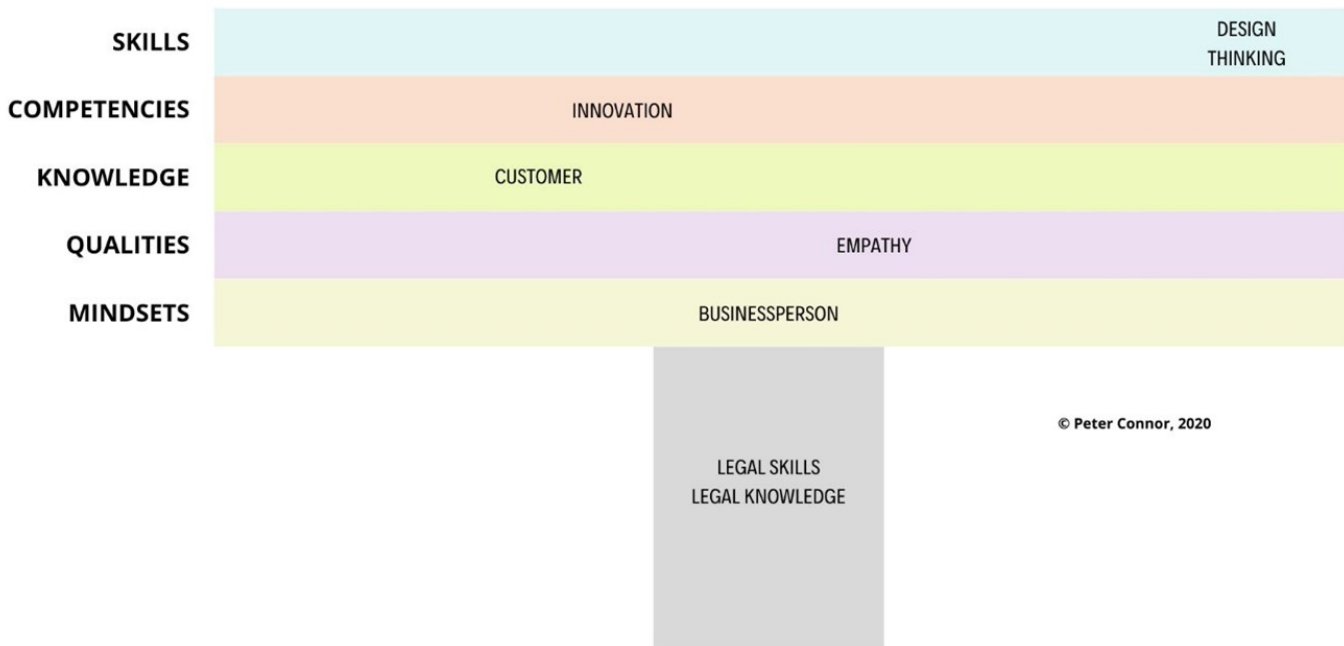 SKILLS
DESIGN
THINKING
COMPETENCIES
INNOVATION
KNOWLEDGE
CUSTOMER
QUALITIES
EMPATHY
MINDSETS
BUSINESSPERSON
© Peter Connor, 2020
LEGAL SKILLS
LEGAL KNOWLEDGE